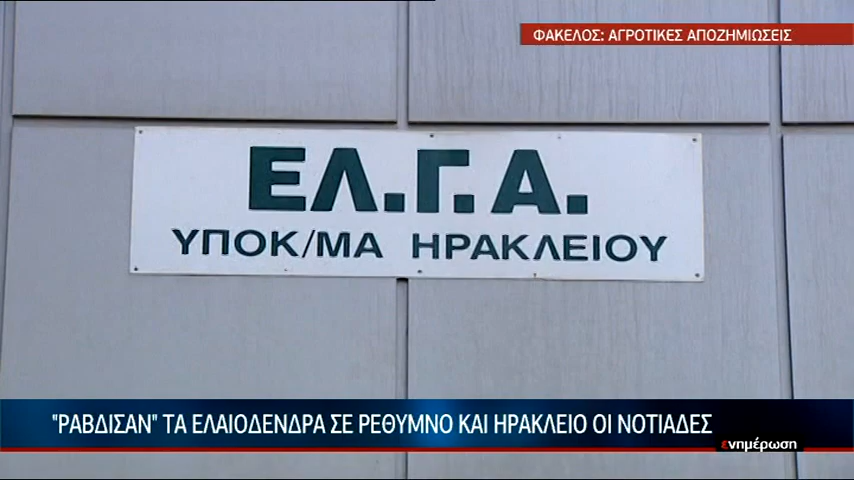 ΦΑΚΕΛΟΣ: ΑΓΡΟΤΙΚΕΣ ΑΠΟΖΗΜΙΩΣΕΙΣ
ΕΛ.Γ.Α.
ΥΠΟΚ/ΜΑ ΗΡΑΚΛΕΙΟΥ
"ΡΑΒΔΙΣΑΝ" ΤΑ ΕΛΑΙΟΔΕΝΔΡΑ ΣΕ ΡΕΘΥΜΝΟ ΚΑΙ ΗΡΑΚΛΕΙΟ ΟΙ ΝΟΤΙΑΔΕΣ
ενημέρωση